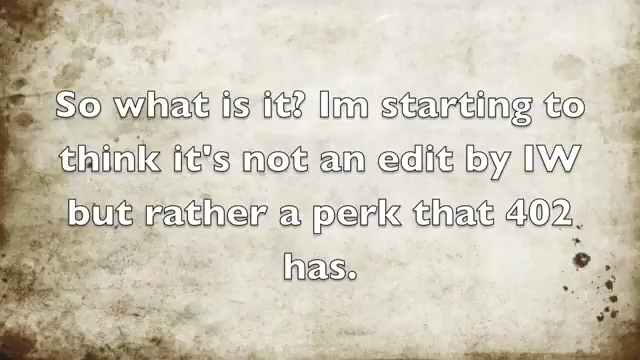 So what is it? Im starting to
think it's not an edit by IW
but rather a perk that 402
has.